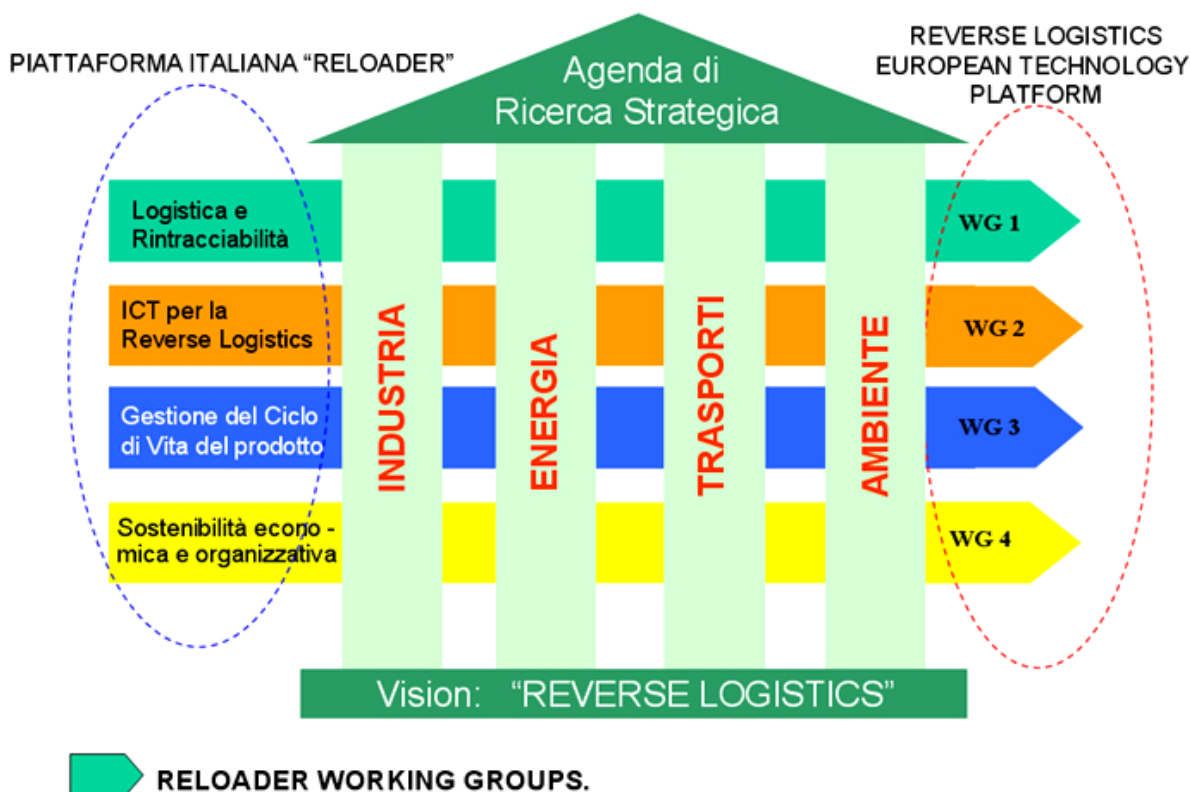 PIATTAFORMA ITALIANA “RELOADER”
Agenda di
Ricerca Strategica
REVERSE LOGISTICS
EUROPEAN TECHNOLOGY
PLATFORM
Logistica e
Rintracciabilità
WG 1
ICT per la
Reverse Logistics
WG 2
Gestione del Ciclo
di Vita del prodotto
WG 3
Sostenibilità econo -
mica e organizzativa
WG 4
INDUSTRIA
ENERGIA
TRASPORTI
AMBIENTE
Vision: “REVERSE LOGISTICS”
RELOADER WORKING GROUPS.